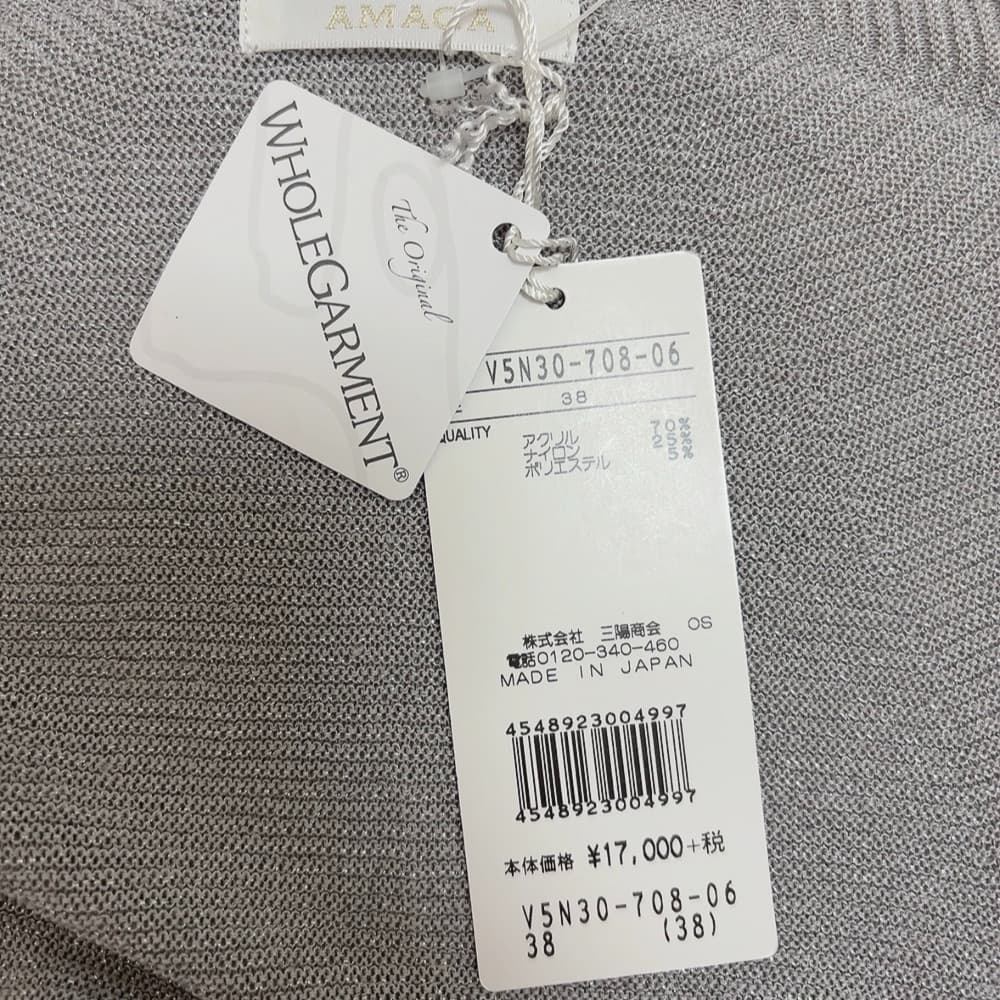 AMACA
The Original
WHOLEGARMENT®
V5N30-708-06
38
QUALITY
アクリル 70%
ナイロン 25%
ポリエステル 5%
株式会社 三陽商会 OS
電話0120-340-460
MADE IN JAPAN
4548923004997
4548923004997
本体価格 ¥17,000+税
V5N30-708-06
38 (38)